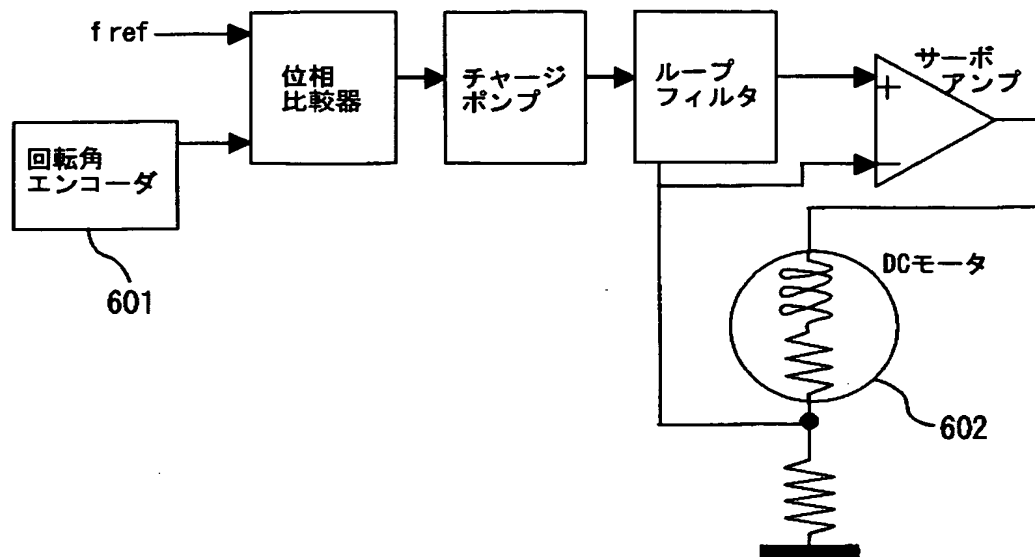 f ref
位相
比較器
チャージ
ポンプ
ループ
フィルタ
サーボ
アンプ
+
−
回転角
エンコーダ
601
DCモータ
602